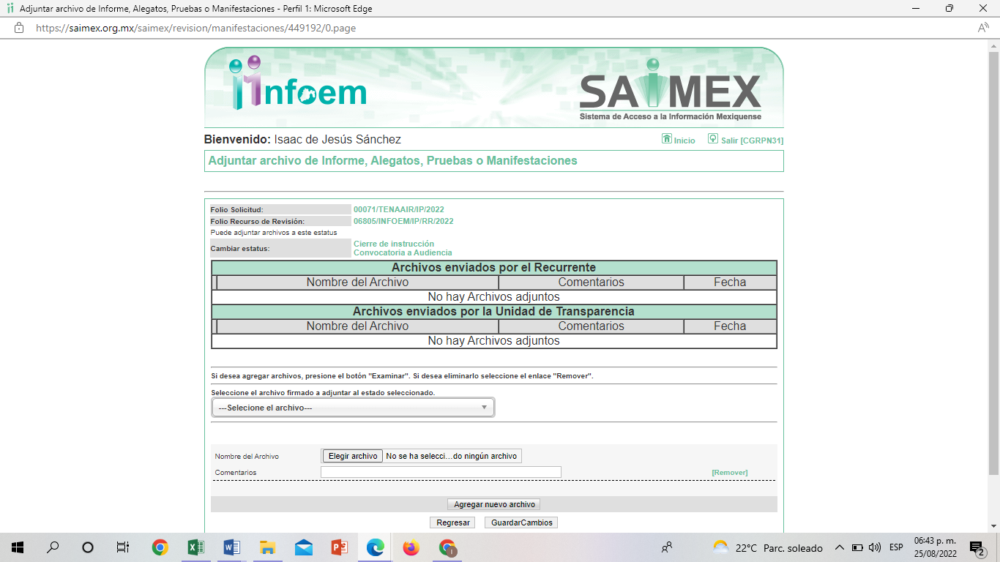 Adjuntar archivo de Informe, Alegatos, Pruebas o Manifestaciones - Perfil 1: Microsoft Edge
https://saimex.org.mx/saimex/revision/manifestaciones/449192/0.page
infoem
SAIMEX
Sistema de Acceso a la Información Mexiquense
Bienvenido: Isaac de Jesús Sánchez
Inicio Salir [CGRPN31]
Adjuntar archivo de Informe, Alegatos, Pruebas o Manifestaciones
Folio Solicitud: 00071/TENAAIR/IP/2022
Folio Recurso de Revisión: 06805/INFOEM/IP/RR/2022
Puede adjuntar archivos a este estatus
Cambiar estatus: Cierre de instrucción
Convocatoria a Audiencia
Archivos enviados por el Recurrente
Nombre del Archivo Comentarios Fecha
No hay Archivos adjuntos
Archivos enviados por la Unidad de Transparencia
Nombre del Archivo Comentarios Fecha
No hay Archivos adjuntos
Si desea agregar archivos, presione el botón "Examinar". Si desea eliminarlo seleccione el enlace "Remover".
Seleccione el archivo firmado a adjuntar al estado seleccionado.
---Selecione el archivo---
Nombre del Archivo Elegir archivo No se ha selecci...do ningún archivo
Comentarios [Remover]
Agregar nuevo archivo
Regresar GuardarCambios
22°C Parc. soleado ESP 06:43 p. m.
25/08/2022 2